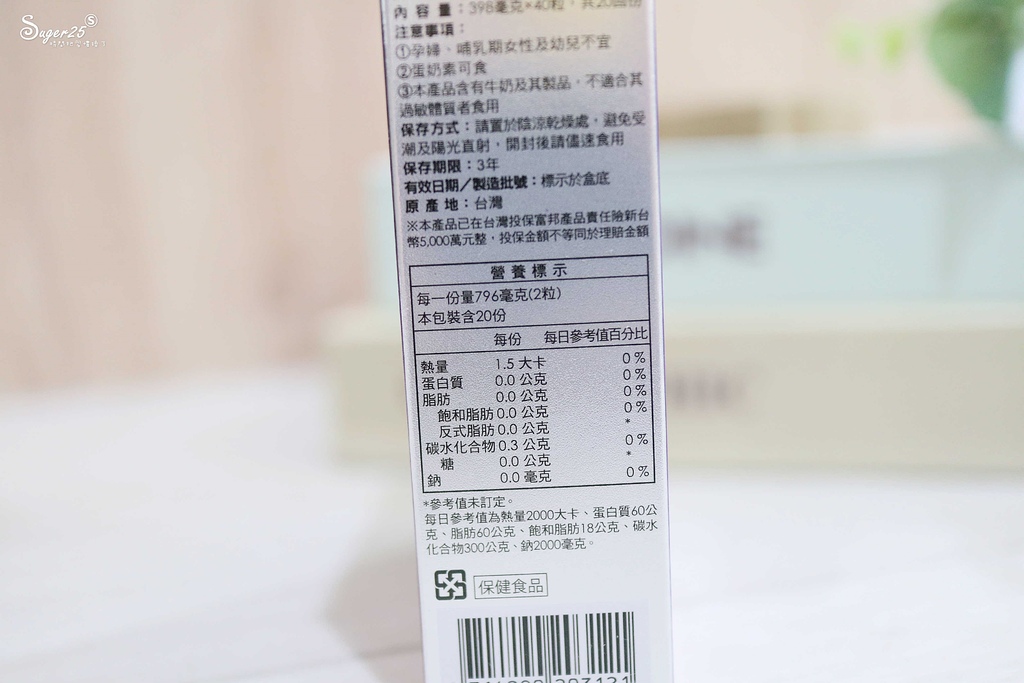 Suger25 S
內容量：398毫克*40粒，共20回份
注意事項：
①孕婦、哺乳期女性及幼兒不宜
②蛋奶素可食
③本產品含有牛奶及其製品，不適合其
過敏體質者食用
保存方式：請置於陰涼乾燥處，避免受
潮及陽光直射，開封後請儘速食用
保存期限：3年
有效日期／製造批號：標示於盒底
原產地：台灣
※本產品已在台灣投保富邦產品責任險新台
幣5,000萬元整，投保金額不等同於理賠金額
營養標示
每一份量796毫克(2粒)
本包裝含20份
每份 每日參考值百分比
熱量 1.5 大卡 0%
蛋白質 0.0 公克 0%
脂肪 0.0 公克 0%
飽和脂肪 0.0 公克 0%
反式脂肪 0.0 公克 *
碳水化合物 0.3 公克 0%
糖 0.0 公克 *
鈉 0.0 毫克 0%
*參考值未訂定。
每日參考值為熱量2000大卡、蛋白質60公
克、脂肪60公克、飽和脂肪18公克、碳水
化合物300公克、鈉2000毫克。
保健食品